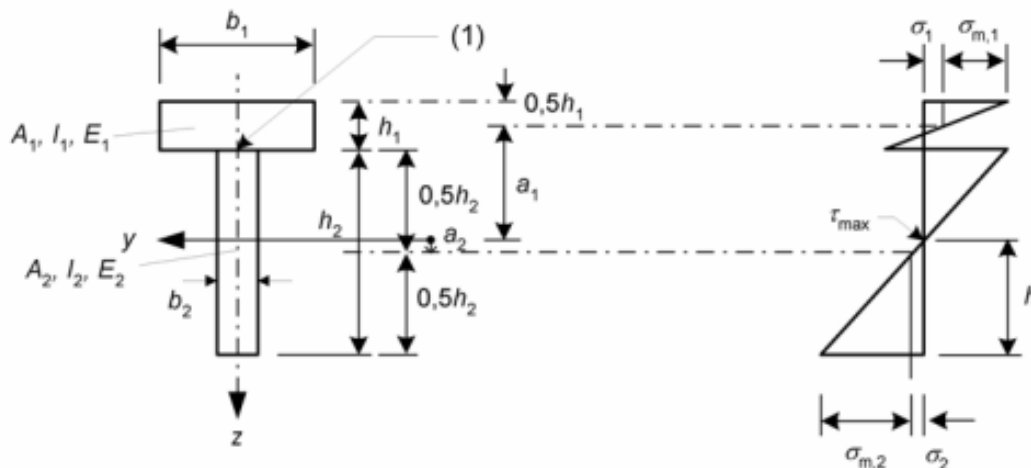 b₁
(1)
σ₁
σm,1
A₁, I₁, E₁
h₁
0,5h₁
a₁
0,5h₂
h₂
y
a₂
τmax
A₂, I₂, E₂
b₂
0,5h₂
h
z
σm,2
σ₂